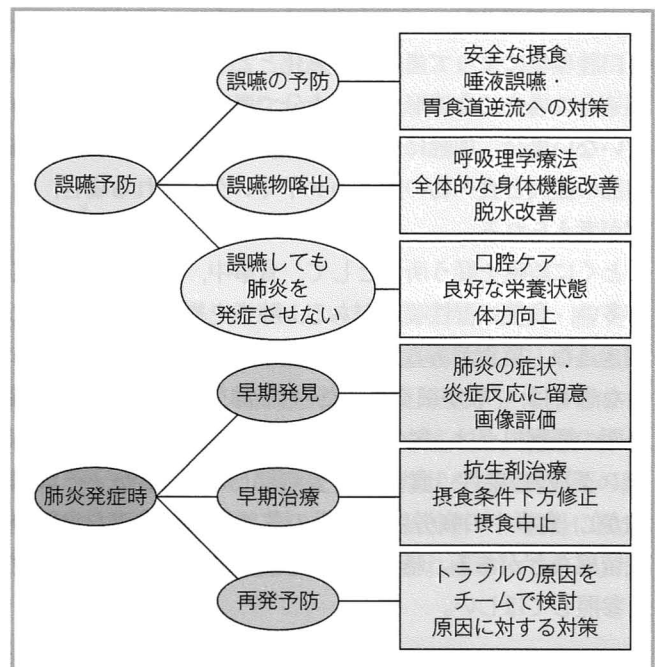 誤嚥予防
誤嚥の予防
安全な摂食
唾液誤嚥・
胃食道逆流への対策
誤嚥物喀出
呼吸理学療法
全体的な身体機能改善
脱水改善
誤嚥しても
肺炎を
発症させない
口腔ケア
良好な栄養状態
体力向上
肺炎発症時
早期発見
肺炎の症状・
炎症反応に留意
画像評価
早期治療
抗生剤治療
摂食条件下方修正
摂食中止
再発予防
トラブルの原因を
チームで検討
原因に対する対策